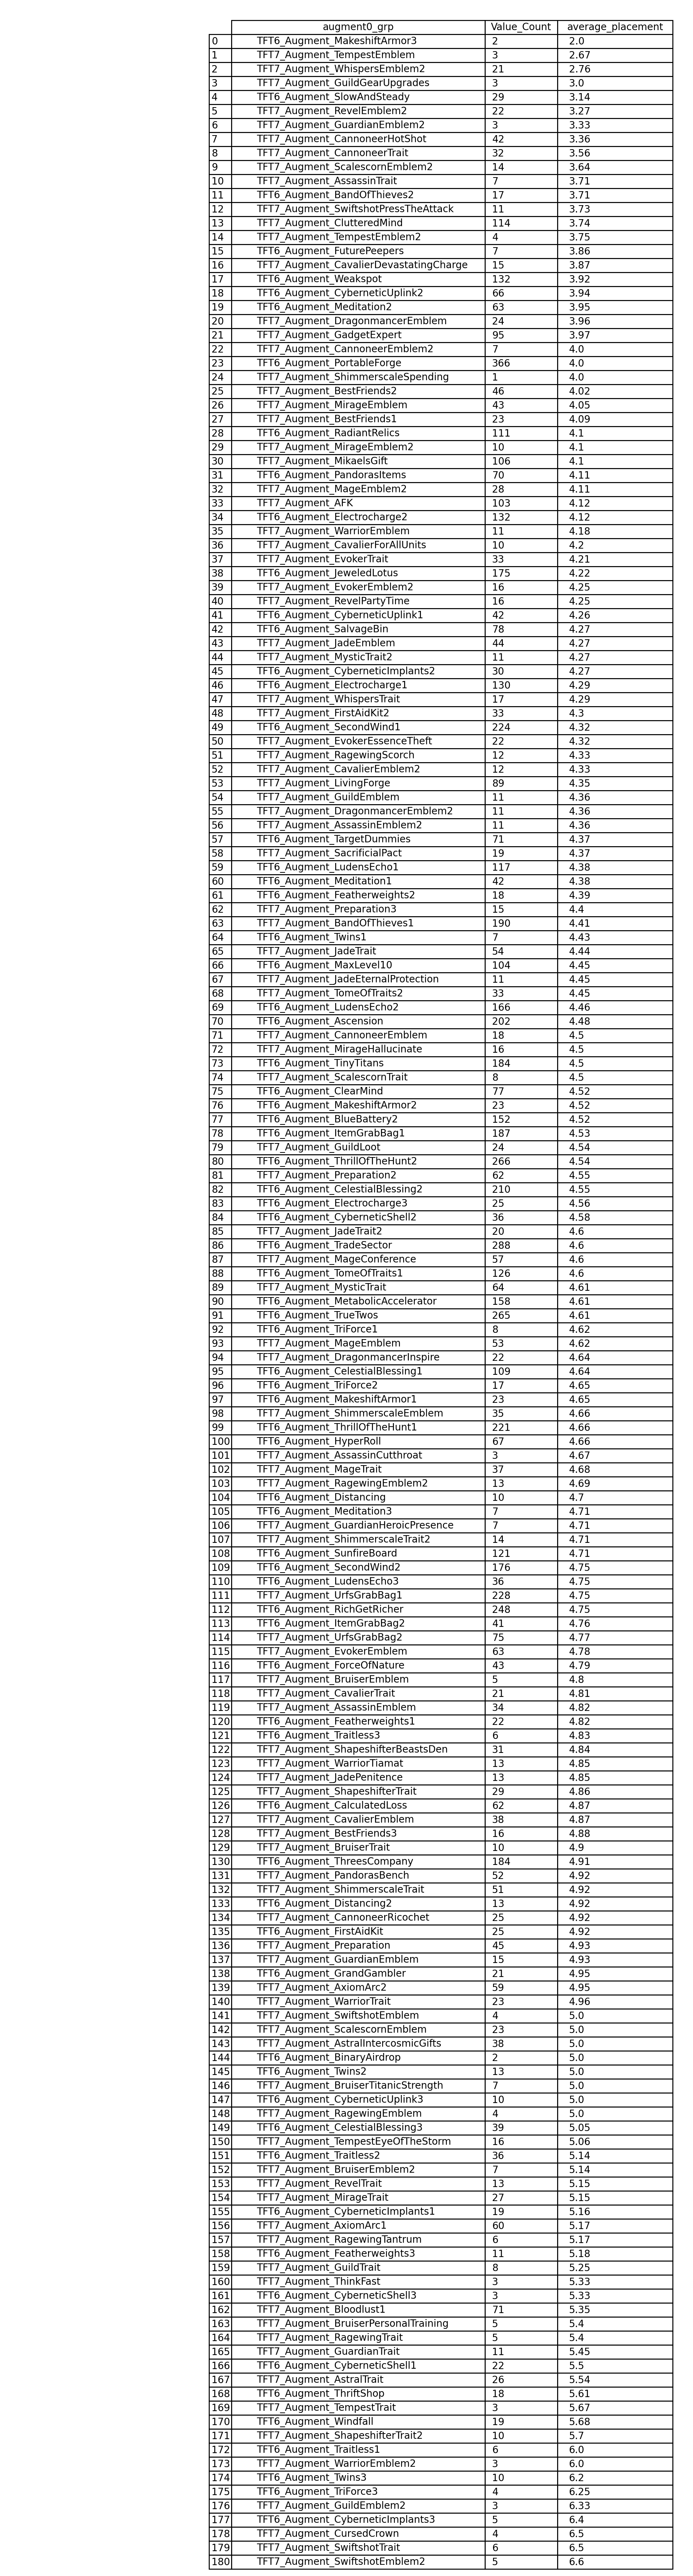 augment0_grp Value_Count average_placement
0 TFT6_Augment_MakeshiftArmor3 2 2.0
1 TFT7_Augment_TempestEmblem 3 2.67
2 TFT7_Augment_WhispersEmblem2 21 2.76
3 TFT7_Augment_GuildGearUpgrades 3 3.0
4 TFT6_Augment_SlowAndSteady 29 3.14
5 TFT7_Augment_RevelEmblem2 22 3.27
6 TFT7_Augment_GuardianEmblem2 3 3.33
7 TFT7_Augment_CannoneerHotShot 42 3.36
8 TFT7_Augment_CannoneerTrait 32 3.56
9 TFT7_Augment_ScalescornEmblem2 14 3.64
10 TFT7_Augment_AssassinTrait 7 3.71
11 TFT6_Augment_BandOfThieves2 17 3.71
12 TFT7_Augment_SwiftshotPressTheAttack 11 3.73
13 TFT7_Augment_ClutteredMind 114 3.74
14 TFT7_Augment_TempestEmblem2 4 3.75
15 TFT6_Augment_FuturePeepers 7 3.86
16 TFT7_Augment_CavalierDevastatingCharge 15 3.87
17 TFT6_Augment_Weakspot 132 3.92
18 TFT6_Augment_CyberneticUplink2 66 3.94
19 TFT6_Augment_Meditation2 63 3.95
20 TFT7_Augment_DragonmancerEmblem 24 3.96
21 TFT7_Augment_GadgetExpert 95 3.97
22 TFT7_Augment_CannoneerEmblem2 7 4.0
23 TFT6_Augment_PortableForge 366 4.0
24 TFT7_Augment_ShimmerscaleSpending 1 4.0
25 TFT7_Augment_BestFriends2 46 4.02
26 TFT7_Augment_MirageEmblem 43 4.05
27 TFT7_Augment_BestFriends1 23 4.09
28 TFT6_Augment_RadiantRelics 111 4.1
29 TFT7_Augment_MirageEmblem2 10 4.1
30 TFT7_Augment_MikaelsGift 106 4.1
31 TFT6_Augment_PandorasItems 70 4.11
32 TFT7_Augment_MageEmblem2 28 4.11
33 TFT7_Augment_AFK 103 4.12
34 TFT6_Augment_Electrocharge2 132 4.12
35 TFT7_Augment_WarriorEmblem 11 4.18
36 TFT7_Augment_CavalierForAllUnits 10 4.2
37 TFT7_Augment_EvokerTrait 33 4.21
38 TFT6_Augment_JeweledLotus 175 4.22
39 TFT7_Augment_EvokerEmblem2 16 4.25
40 TFT7_Augment_RevelPartyTime 16 4.25
41 TFT6_Augment_CyberneticUplink1 42 4.26
42 TFT6_Augment_SalvageBin 78 4.27
43 TFT7_Augment_JadeEmblem 44 4.27
44 TFT7_Augment_MysticTrait2 11 4.27
45 TFT6_Augment_CyberneticImplants2 30 4.27
46 TFT6_Augment_Electrocharge1 130 4.29
47 TFT7_Augment_WhispersTrait 17 4.29
48 TFT7_Augment_FirstAidKit2 33 4.3
49 TFT6_Augment_SecondWind1 224 4.32
50 TFT7_Augment_EvokerEssenceTheft 22 4.32
51 TFT7_Augment_RagewingScorch 12 4.33
52 TFT7_Augment_CavalierEmblem2 12 4.33
53 TFT7_Augment_LivingForge 89 4.35
54 TFT7_Augment_GuildEmblem 11 4.36
55 TFT7_Augment_DragonmancerEmblem2 11 4.36
56 TFT7_Augment_AssassinEmblem2 11 4.36
57 TFT6_Augment_TargetDummies 71 4.37
58 TFT7_Augment_SacrificialPact 19 4.37
59 TFT6_Augment_LudensEcho1 117 4.38
60 TFT6_Augment_Meditation1 42 4.38
61 TFT6_Augment_Featherweights2 18 4.39
62 TFT7_Augment_Preparation3 15 4.4
63 TFT7_Augment_BandOfThieves1 190 4.41
64 TFT6_Augment_Twins1 7 4.43
65 TFT7_Augment_JadeTrait 54 4.44
66 TFT6_Augment_MaxLevel10 104 4.45
67 TFT7_Augment_JadeEternalProtection 11 4.45
68 TFT6_Augment_TomeOfTraits2 33 4.45
69 TFT6_Augment_LudensEcho2 166 4.46
70 TFT6_Augment_Ascension 202 4.48
71 TFT7_Augment_CannoneerEmblem 18 4.5
72 TFT7_Augment_MirageHallucinate 16 4.5
73 TFT6_Augment_TinyTitans 184 4.5
74 TFT7_Augment_ScalescornTrait 8 4.5
75 TFT6_Augment_ClearMind 77 4.52
76 TFT6_Augment_MakeshiftArmor2 23 4.52
77 TFT6_Augment_BlueBattery2 152 4.52
78 TFT6_Augment_ItemGrabBag1 187 4.53
79 TFT7_Augment_GuildLoot 24 4.54
80 TFT6_Augment_ThrillOfTheHunt2 266 4.54
81 TFT7_Augment_Preparation2 62 4.55
82 TFT6_Augment_CelestialBlessing2 210 4.55
83 TFT6_Augment_Electrocharge3 25 4.56
84 TFT6_Augment_CyberneticShell2 36 4.58
85 TFT7_Augment_JadeTrait2 20 4.6
86 TFT6_Augment_TradeSector 288 4.6
87 TFT7_Augment_MageConference 57 4.6
88 TFT6_Augment_TomeOfTraits1 126 4.6
89 TFT7_Augment_MysticTrait 64 4.61
90 TFT6_Augment_MetabolicAccelerator 158 4.61
91 TFT6_Augment_TrueTwos 265 4.61
92 TFT6_Augment_TriForce1 8 4.62
93 TFT7_Augment_MageEmblem 53 4.62
94 TFT7_Augment_DragonmancerInspire 22 4.64
95 TFT6_Augment_CelestialBlessing1 109 4.64
96 TFT6_Augment_TriForce2 17 4.65
97 TFT6_Augment_MakeshiftArmor1 23 4.65
98 TFT7_Augment_ShimmerscaleEmblem 35 4.66
99 TFT6_Augment_ThrillOfTheHunt1 221 4.66
100 TFT6_Augment_HyperRoll 67 4.66
101 TFT7_Augment_AssassinCutthroat 3 4.67
102 TFT7_Augment_MageTrait 37 4.68
103 TFT7_Augment_RagewingEmblem2 13 4.69
104 TFT6_Augment_Distancing 10 4.7
105 TFT6_Augment_Meditation3 7 4.71
106 TFT7_Augment_GuardianHeroicPresence 7 4.71
107 TFT7_Augment_ShimmerscaleTrait2 14 4.71
108 TFT6_Augment_SunfireBoard 121 4.71
109 TFT6_Augment_SecondWind2 176 4.75
110 TFT6_Augment_LudensEcho3 36 4.75
111 TFT7_Augment_UrfsGrabBag1 228 4.75
112 TFT6_Augment_RichGetRicher 248 4.75
113 TFT6_Augment_ItemGrabBag2 41 4.76
114 TFT7_Augment_UrfsGrabBag2 75 4.77
115 TFT7_Augment_EvokerEmblem 63 4.78
116 TFT6_Augment_ForceOfNature 43 4.79
117 TFT7_Augment_BruiserEmblem 5 4.8
118 TFT7_Augment_CavalierTrait 21 4.81
119 TFT7_Augment_AssassinEmblem 34 4.82
120 TFT6_Augment_Featherweights1 22 4.82
121 TFT6_Augment_Traitless3 6 4.83
122 TFT7_Augment_ShapeshifterBeastsDen 31 4.84
123 TFT7_Augment_WarriorTiamat 13 4.85
124 TFT7_Augment_JadePenitence 13 4.85
125 TFT7_Augment_ShapeshifterTrait 29 4.86
126 TFT6_Augment_CalculatedLoss 62 4.87
127 TFT7_Augment_CavalierEmblem 38 4.87
128 TFT7_Augment_BestFriends3 16 4.88
129 TFT7_Augment_BruiserTrait 10 4.9
130 TFT6_Augment_ThreesCompany 184 4.91
131 TFT7_Augment_PandorasBench 52 4.92
132 TFT7_Augment_ShimmerscaleTrait 51 4.92
133 TFT6_Augment_Distancing2 13 4.92
134 TFT7_Augment_CannoneerRicochet 25 4.92
135 TFT6_Augment_FirstAidKit 25 4.92
136 TFT7_Augment_Preparation 45 4.93
137 TFT7_Augment_GuardianEmblem 15 4.93
138 TFT6_Augment_GrandGambler 21 4.95
139 TFT7_Augment_AxiomArc2 59 4.95
140 TFT7_Augment_WarriorTrait 23 4.96
141 TFT7_Augment_SwiftshotEmblem 4 5.0
142 TFT7_Augment_ScalescornEmblem 23 5.0
143 TFT7_Augment_AstralIntercosmicGifts 38 5.0
144 TFT6_Augment_BinaryAirdrop 2 5.0
145 TFT6_Augment_Twins2 13 5.0
146 TFT7_Augment_BruiserTitanicStrength 7 5.0
147 TFT6_Augment_CyberneticUplink3 10 5.0
148 TFT7_Augment_RagewingEmblem 4 5.0
149 TFT6_Augment_CelestialBlessing3 39 5.05
150 TFT7_Augment_TempestEyeOfTheStorm 16 5.06
151 TFT6_Augment_Traitless2 36 5.14
152 TFT7_Augment_BruiserEmblem2 7 5.14
153 TFT7_Augment_RevelTrait 13 5.15
154 TFT7_Augment_MirageTrait 27 5.15
155 TFT6_Augment_CyberneticImplants1 19 5.16
156 TFT7_Augment_AxiomArc1 60 5.17
157 TFT7_Augment_RagewingTantrum 6 5.17
158 TFT6_Augment_Featherweights3 11 5.18
159 TFT7_Augment_GuildTrait 8 5.25
160 TFT7_Augment_ThinkFast 3 5.33
161 TFT6_Augment_CyberneticShell3 3 5.33
162 TFT7_Augment_Bloodlust1 71 5.35
163 TFT7_Augment_BruiserPersonalTraining 5 5.4
164 TFT7_Augment_RagewingTrait 5 5.4
165 TFT7_Augment_GuardianTrait 11 5.45
166 TFT6_Augment_CyberneticShell1 22 5.5
167 TFT7_Augment_AstralTrait 26 5.54
168 TFT6_Augment_ThriftShop 18 5.61
169 TFT7_Augment_TempestTrait 3 5.67
170 TFT6_Augment_Windfall 19 5.68
171 TFT7_Augment_ShapeshifterTrait2 10 5.7
172 TFT6_Augment_Traitless1 6 6.0
173 TFT7_Augment_WarriorEmblem2 3 6.0
174 TFT6_Augment_Twins3 10 6.2
175 TFT6_Augment_TriForce3 4 6.25
176 TFT7_Augment_GuildEmblem2 3 6.33
177 TFT6_Augment_CyberneticImplants3 5 6.4
178 TFT7_Augment_CursedCrown 4 6.5
179 TFT7_Augment_SwiftshotTrait 6 6.5
180 TFT7_Augment_SwiftshotEmblem2 5 6.6